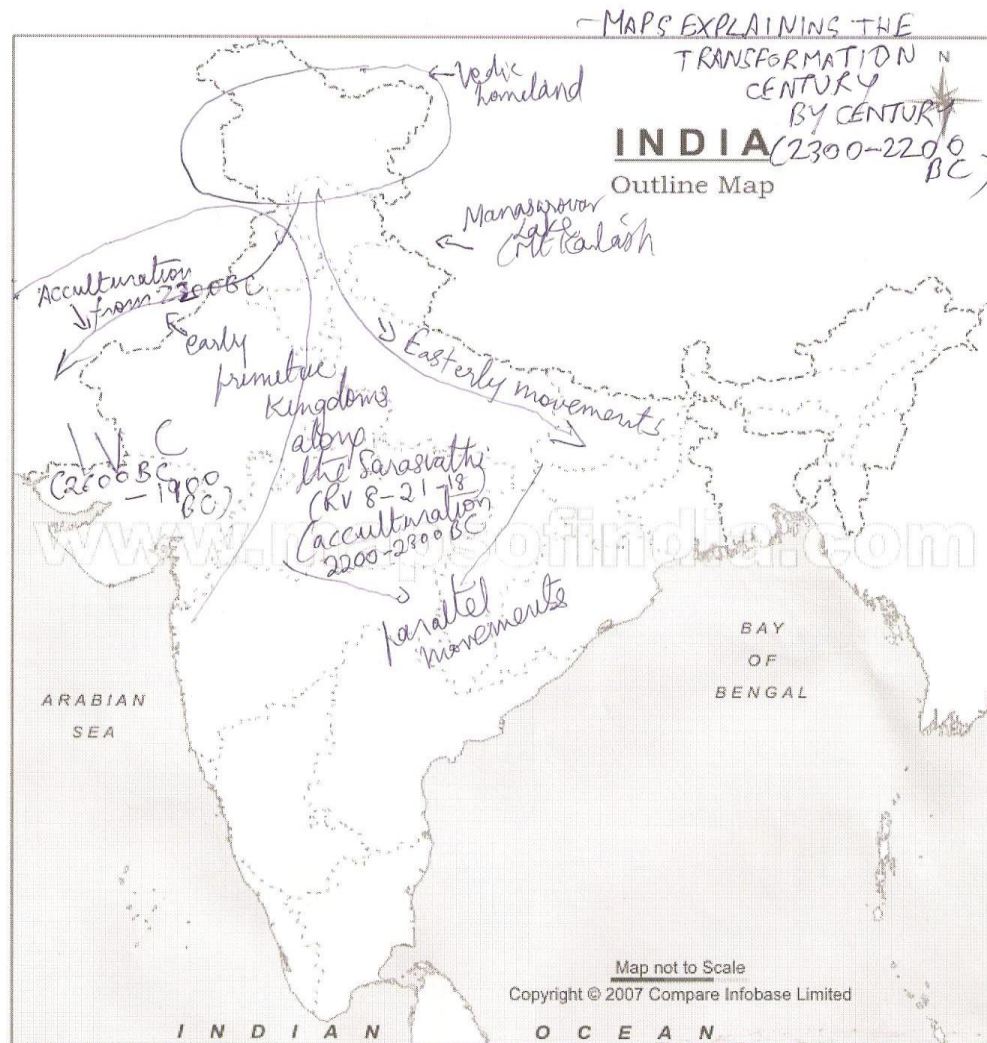 - MAPS EXPLAINING THE
TRANSFORMATION
CENTURY
BY CENTURY
(2300-2200
BC)
N
INDIA
Outline Map
Vedic
homeland
Manasarovar
Lake
Mt Kailash
Acculturation
from 2200BC
early
primitive
Kingdoms
along
the Sarasvathi
(RV 8-21-18)
(acculturation
2200-2300 BC
Easterly movements
IVC
(2600BC
-1900
BC)
parallel
movements
www.mapsofindia.com
BAY
OF
BENGAL
ARABIAN
SEA
Map not to Scale
Copyright © 2007 Compare Infobase Limited
INDIAN OCEAN